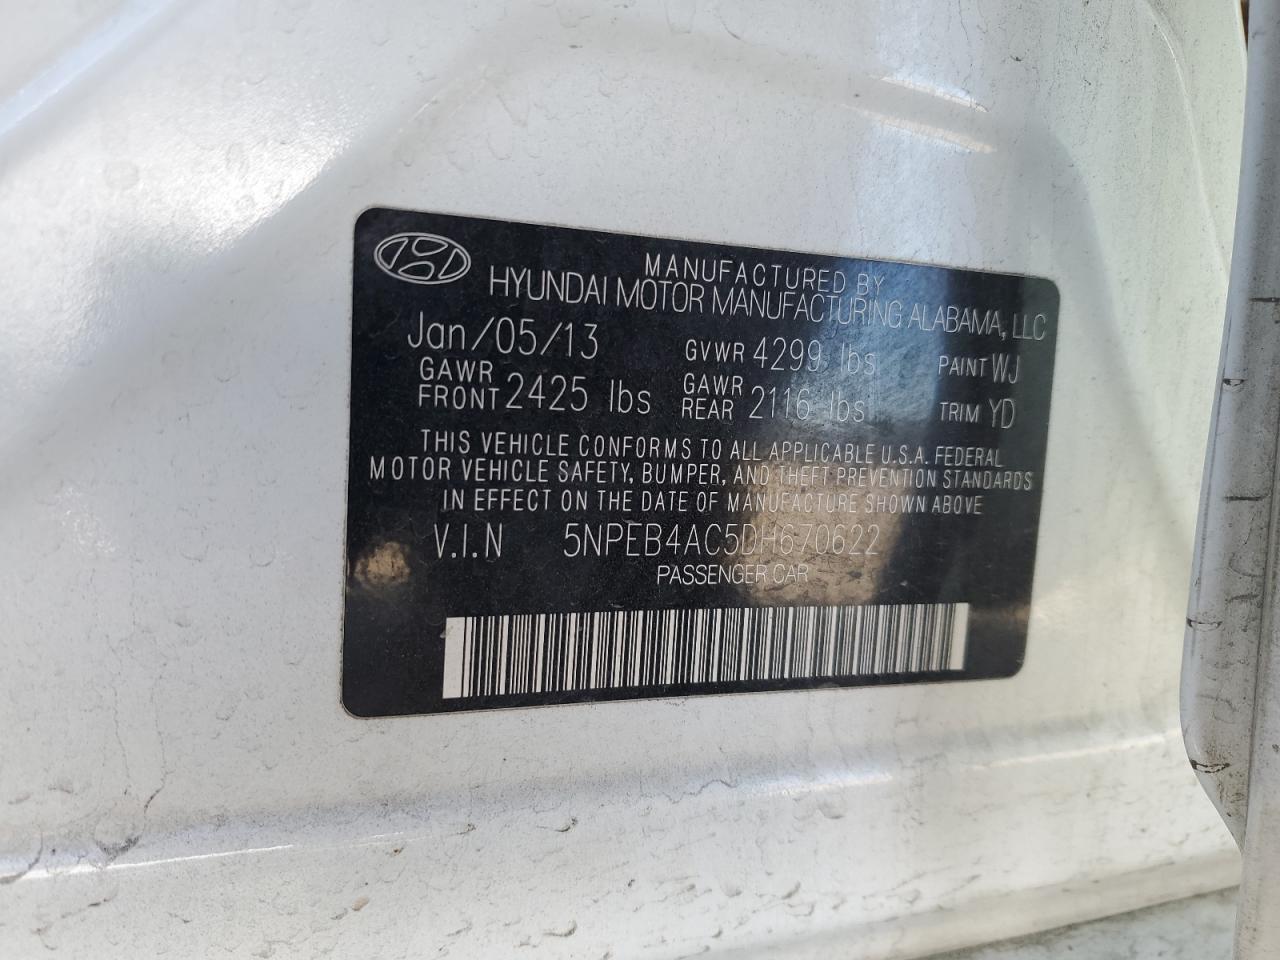 MANUFACTURED BY
HYUNDAI MOTOR MANUFACTURING ALABAMA, LLC
Jan/05/13 GVWR 4299 lbs PAINT WJ
GAWR FRONT 2425 lbs GAWR REAR 2116 lbs TRIM YD
THIS VEHICLE CONFORMS TO ALL APPLICABLE U.S.A. FEDERAL
MOTOR VEHICLE SAFETY, BUMPER, AND THEFT PREVENTION STANDARDS
IN EFFECT ON THE DATE OF MANUFACTURE SHOWN ABOVE
V.I.N 5NPEB4AC5DH670622
PASSENGER CAR